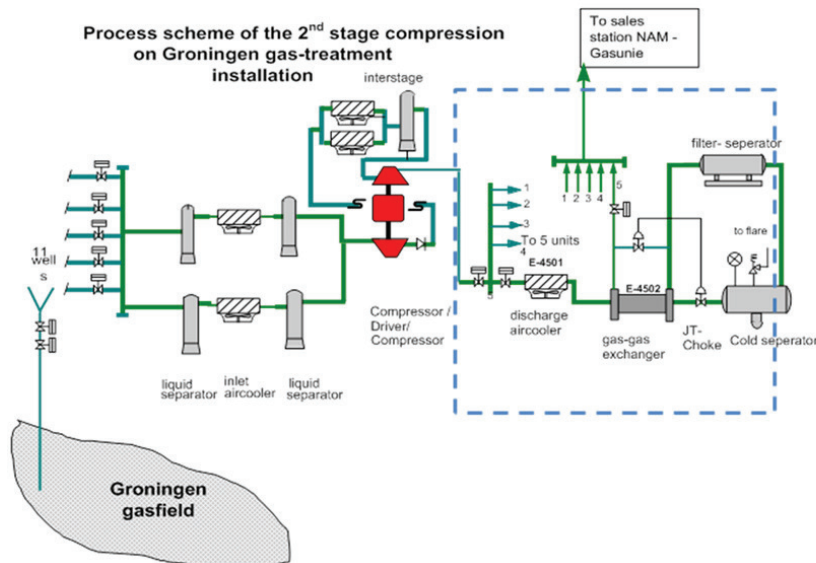 Process scheme of the 2nd stage compression
on Groningen gas-treatment
installation
To sales
station NAM -
Gasunie
interstage
filter- seperator
1
2
3
To 5 units
4
5
1 2 3 4
5
to flare
11
well
s
E-4501
E-4502
Compressor /
Driver/
Compressor
discharge
aircooler
gas-gas
exchanger
JT-
Choke
Cold seperator
liquid
separator
inlet
aircooler
liquid
separator
Groningen
gasfield